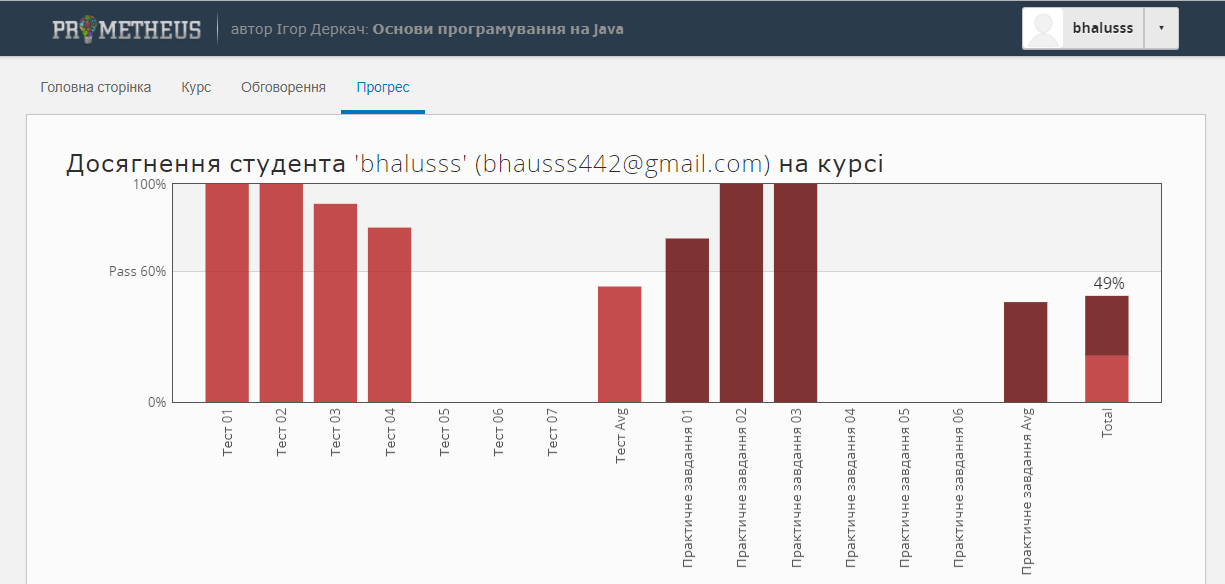 PROMETHEUS автор Ігор Деркач: Основи програмування на Java bhalusss
Головна сторінка Курс Обговорення Прогрес
Досягнення студента 'bhalusss' (bhausss442@gmail.com) на курсі
100%
Pass 60%
49%
0%
Тест 01
Тест 02
Тест 03
Тест 04
Тест 05
Тест 06
Тест 07
Тест Avg
Практичне завдання 01
Практичне завдання 02
Практичне завдання 03
Практичне завдання 04
Практичне завдання 05
Практичне завдання 06
Практичне завдання Avg
Total